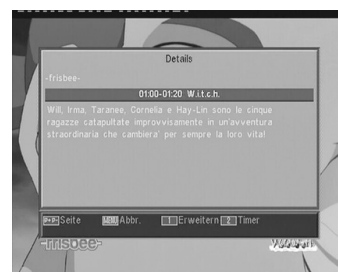 Details
-frisbee-
01:00-01:20 W.i.t.c.h.
Will, Irma, Taranee, Cornelia e Hay-Lin sono le cinque
ragazze catapultate improvvisamente in un'avventura
straordinaria che cambiera' per sempre la loro vita!
P+P- Seite MENU Abbr. 1 Erweitern 2 Timer
-frisbee-